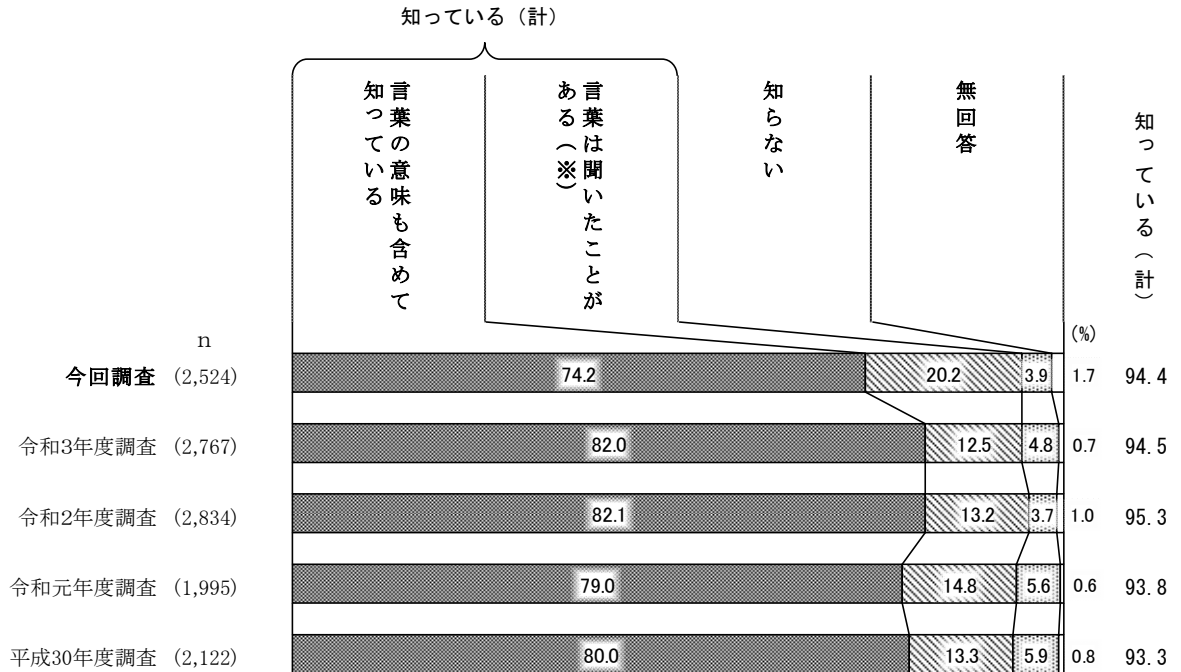 知っている（計）
言葉の意味も含めて
知っている
言葉は聞いたことが
ある（※）
知らない
無回答
知っている（計）
(%)
n
今回調査 (2,524) 74.2 20.2 3.9 1.7 94.4
令和3年度調査 (2,767) 82.0 12.5 4.8 0.7 94.5
令和2年度調査 (2,834) 82.1 13.2 3.7 1.0 95.3
令和元年度調査 (1,995) 79.0 14.8 5.6 0.6 93.8
平成30年度調査 (2,122) 80.0 13.3 5.9 0.8 93.3